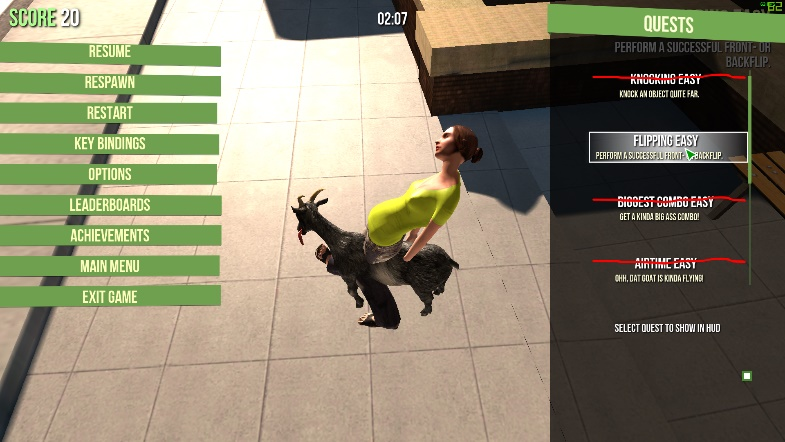 SCORE 20
02:07
62
RESUME
RESPAWN
RESTART
KEY BINDINGS
OPTIONS
LEADERBOARDS
ACHIEVEMENTS
MAIN MENU
EXIT GAME
QUESTS
PERFORM A SUCCESSFUL FRONT- OR
BACKFLIP.
KNOCKING EASY
KNOCK AN OBJECT QUITE FAR.
FLIPPING EASY
PERFORM A SUCCESSFUL FRONT- BACKFLIP.
BIGGEST COMBO EASY
GET A KINDA BIG ASS COMBO!
AIRTIME EASY
OHH, DAT GOAT IS KINDA FLYING!
SELECT QUEST TO SHOW IN HUD